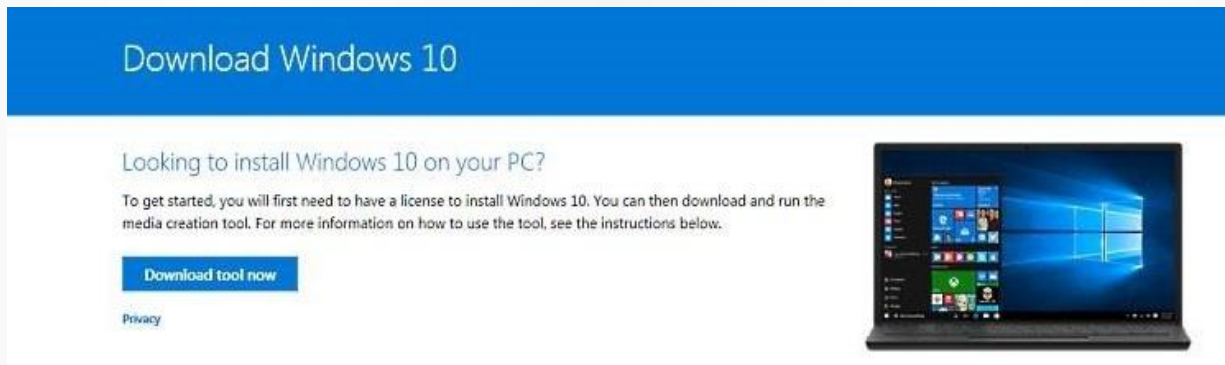 Download Windows 10
Looking to install Windows 10 on your PC?
To get started, you will first need to have a license to install Windows 10. You can then download and run the
media creation tool. For more information on how to use the tool, see the instructions below.
Download tool now
Privacy